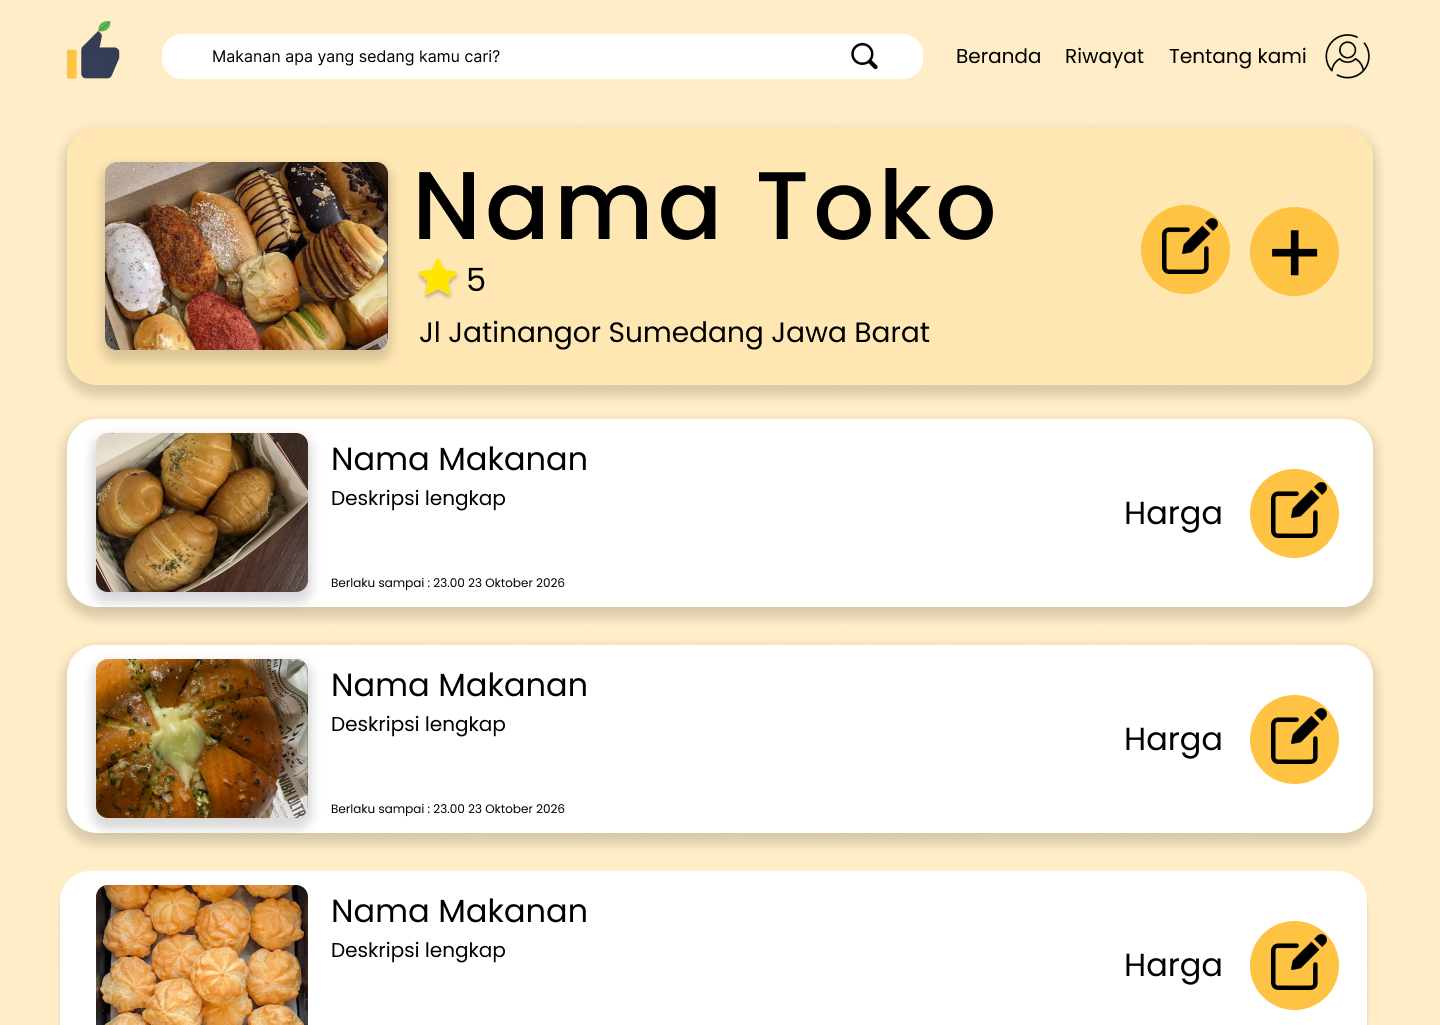 Makanan apa yang sedang kamu cari?
Beranda
Riwayat
Tentang kami
Nama Toko
5
Jl Jatinangor Sumedang Jawa Barat
Nama Makanan
Deskripsi lengkap
Harga
Berlaku sampai : 23.00 23 Oktober 2026
Nama Makanan
Deskripsi lengkap
Harga
Berlaku sampai : 23.00 23 Oktober 2026
Nama Makanan
Deskripsi lengkap
Harga